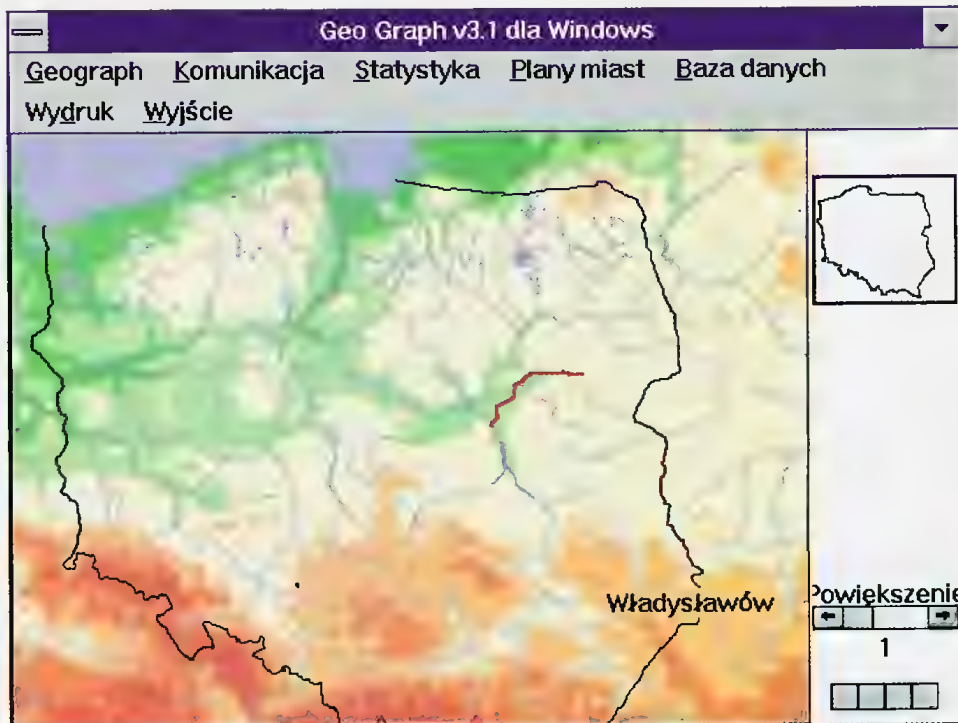 Geo Graph v3.1 dla Windows
Geograph Komunikacja Statystyka Plany miast Baza danych
Wydruk Wyjście
Władysławów
Powiększenie
1